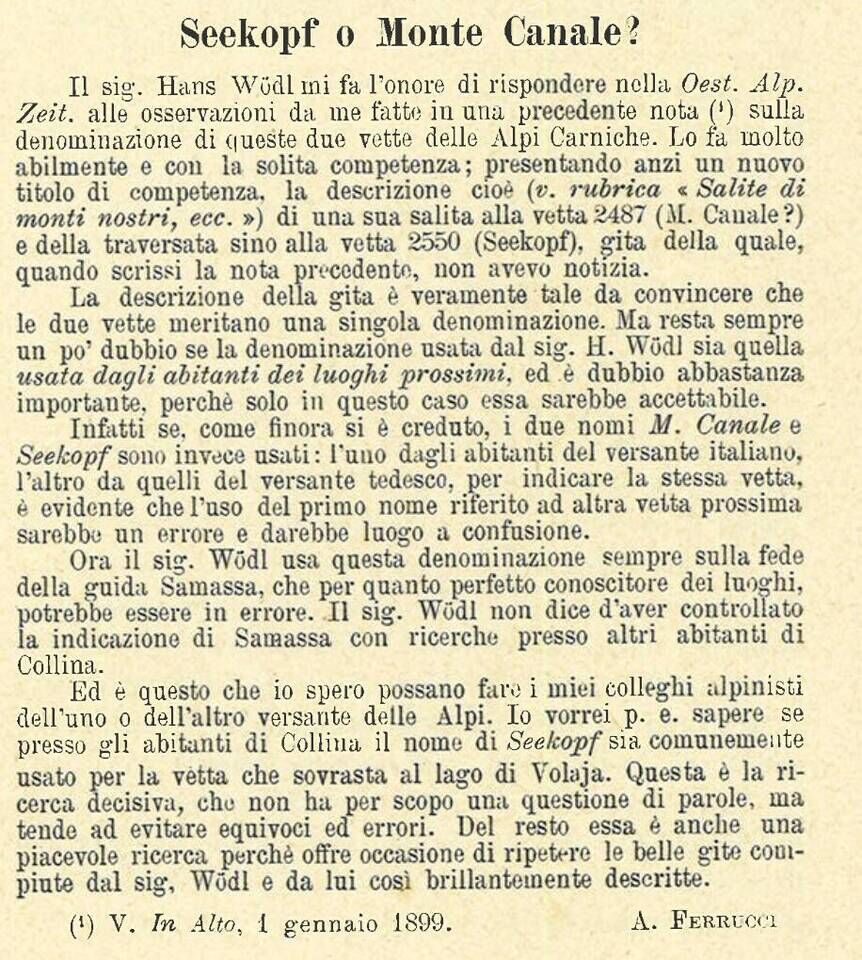 Seekopf o Monte Canale?
Il sig. Hans Wödl mi fa l'onore di rispondere nella Oest. Alp.
Zeit. alle osservazioni da me fatte in una precedente nota (¹) sulla
denominazione di queste due vette delle Alpi Carniche. Lo fa molto
abilmente e con la solita competenza; presentando anzi un nuovo
titolo di competenza, la descrizione cioè (v. rubrica « Salite di
monti nostri, ecc. ») di una sua salita alla vetta 2487 (M. Canale?)
e della traversata sino alla vetta 2550 (Seekopf), gita della quale,
quando scrissi la nota precedente, non avevo notizia.
La descrizione della gita è veramente tale da convincere che
le due vette meritano una singola denominazione. Ma resta sempre
un po' dubbio se la denominazione usata dal sig. H. Wödl sia quella
usata dagli abitanti dei luoghi prossimi, ed è dubbio abbastanza
importante, perchè solo in questo caso essa sarebbe accettabile.
Infatti se, come finora si è creduto, i due nomi M. Canale e
Seekopf sono invece usati: l'uno dagli abitanti del versante italiano,
l'altro da quelli del versante tedesco, per indicare la stessa vetta,
è evidente che l'uso del primo nome riferito ad altra vetta prossima
sarebbe un errore e darebbe luogo a confusione.
Ora il sig. Wödl usa questa denominazione sempre sulla fede
della guida Samassa, che per quanto perfetto conoscitore dei luoghi,
potrebbe essere in errore. Il sig. Wödl non dice d'aver controllato
la indicazione di Samassa con ricerche presso altri abitanti di
Collina.
Ed è questo che io spero possano fare i miei colleghi alpinisti
dell'uno o dell'altro versante delle Alpi. Io vorrei p. e. sapere se
presso gli abitanti di Collina il nome di Seekopf sia comunemente
usato per la vetta che sovrasta al lago di Volaja. Questa è la ri-
cerca decisiva, che non ha per scopo una questione di parole, ma
tende ad evitare equivoci ed errori. Del resto essa è anche una
piacevole ricerca perchè offre occasione di ripetere le belle gite com-
piute dal sig. Wödl e da lui così brillantemente descritte.
(¹) V. In Alto, 1 gennaio 1899. A. FERRUCCI